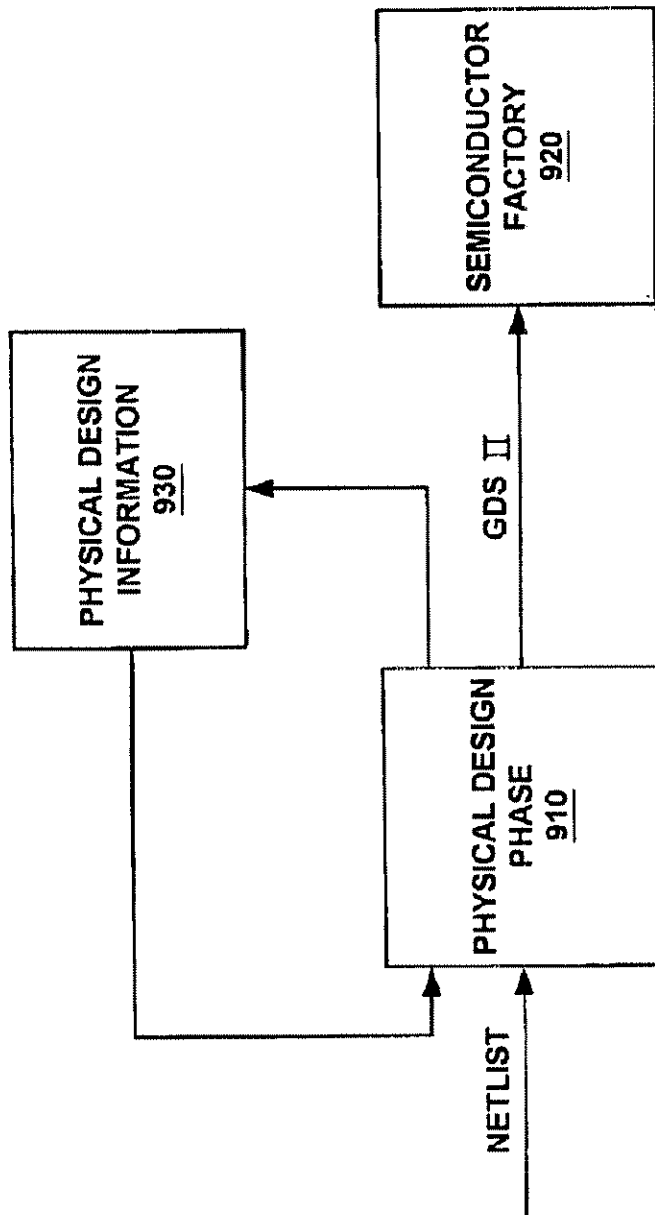 PHYSICAL DESIGN
INFORMATION
930
NETLIST
PHYSICAL DESIGN
PHASE
910
GDS II
SEMICONDUCTOR
FACTORY
920